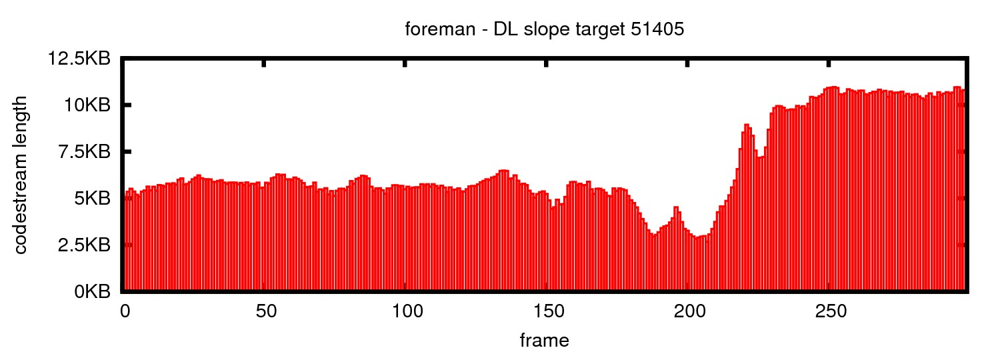 foreman - DL slope target 51405
12.5KB
10KB
7.5KB
5KB
2.5KB
0KB
codestream length
0 50 100 150 200 250
frame